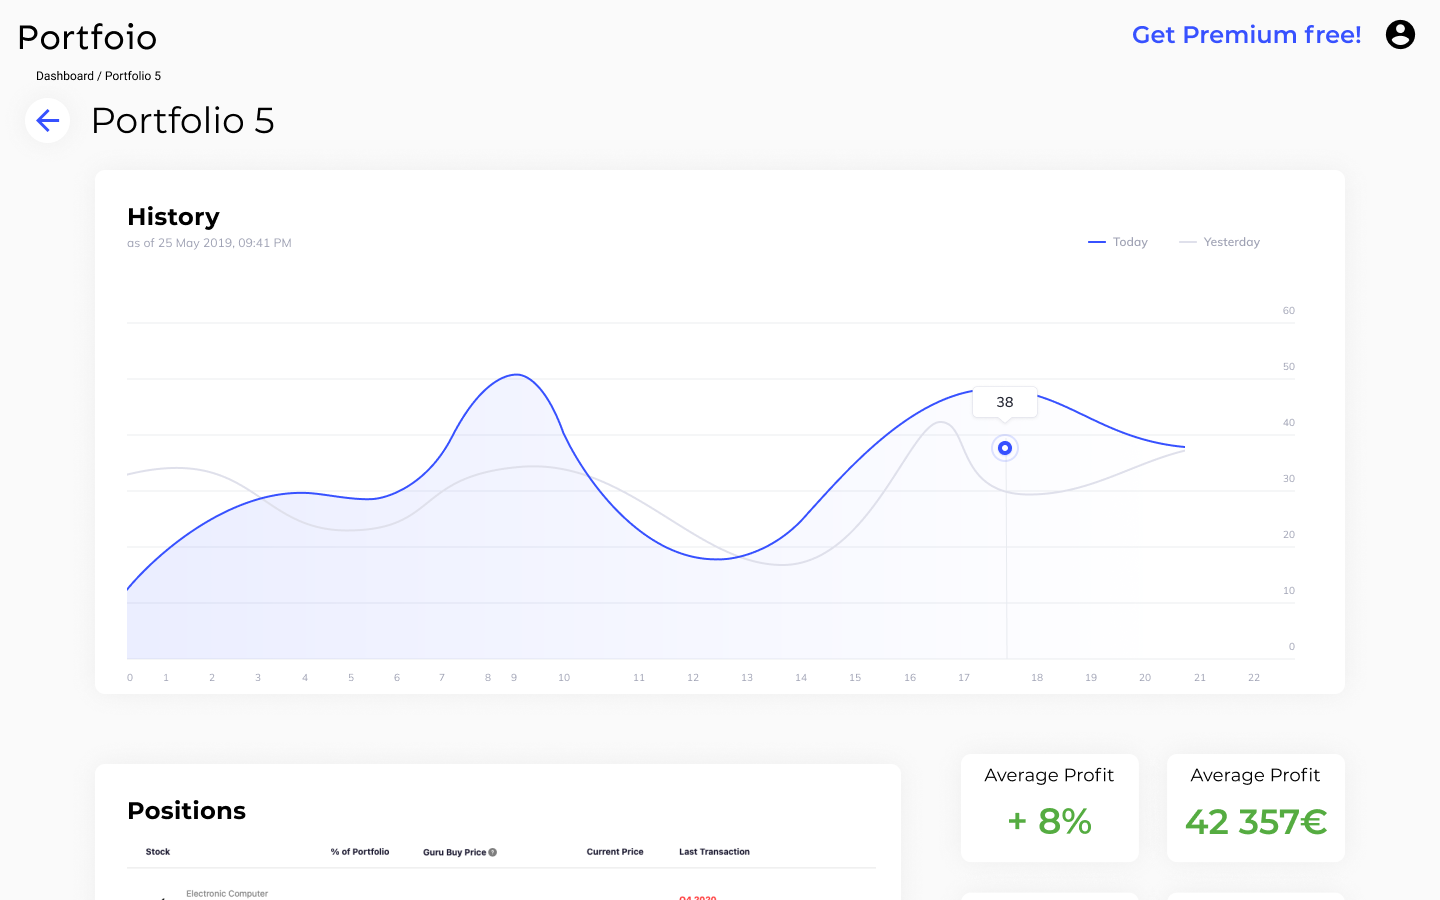 Portfoio
Get Premium free!
Dashboard / Portfolio 5
Portfolio 5
History
as of 25 May 2019, 09:41 PM
Today
Yesterday
60
50
38
40
30
20
10
0
0 1 2 3 4 5 6 7 8 9 10 11 12 13 14 15 16 17 18 19 20 21 22
Positions
Stock % of Portfolio Guru Buy Price ? Current Price Last Transaction
Electronic Computer
Q4 2020
Average Profit
+ 8%
Average Profit
42 357€